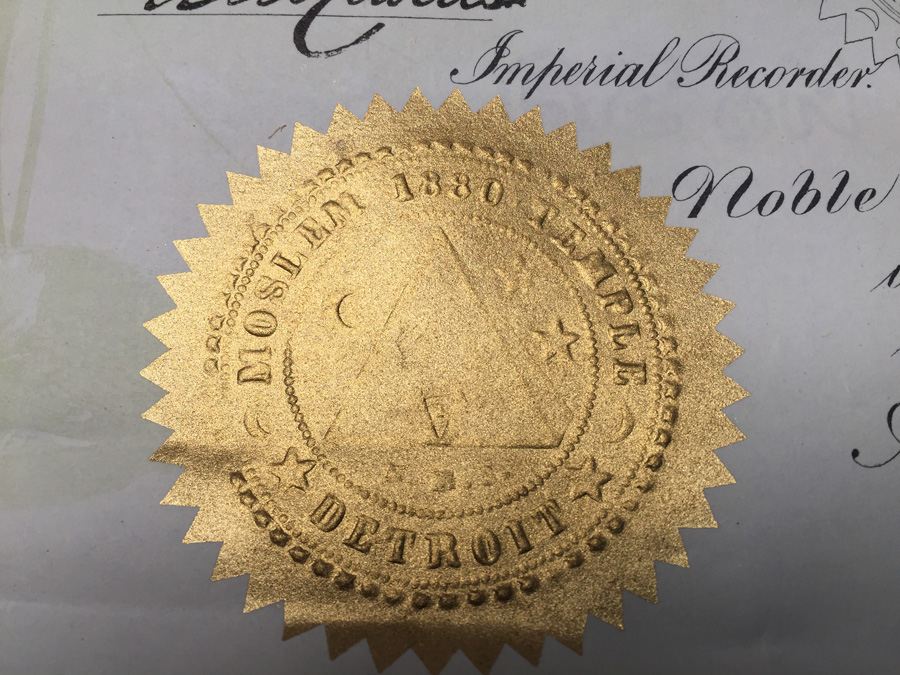 Imperial Recorder.
Noble
MOSLEM 1880 TEMPLE
DETROIT